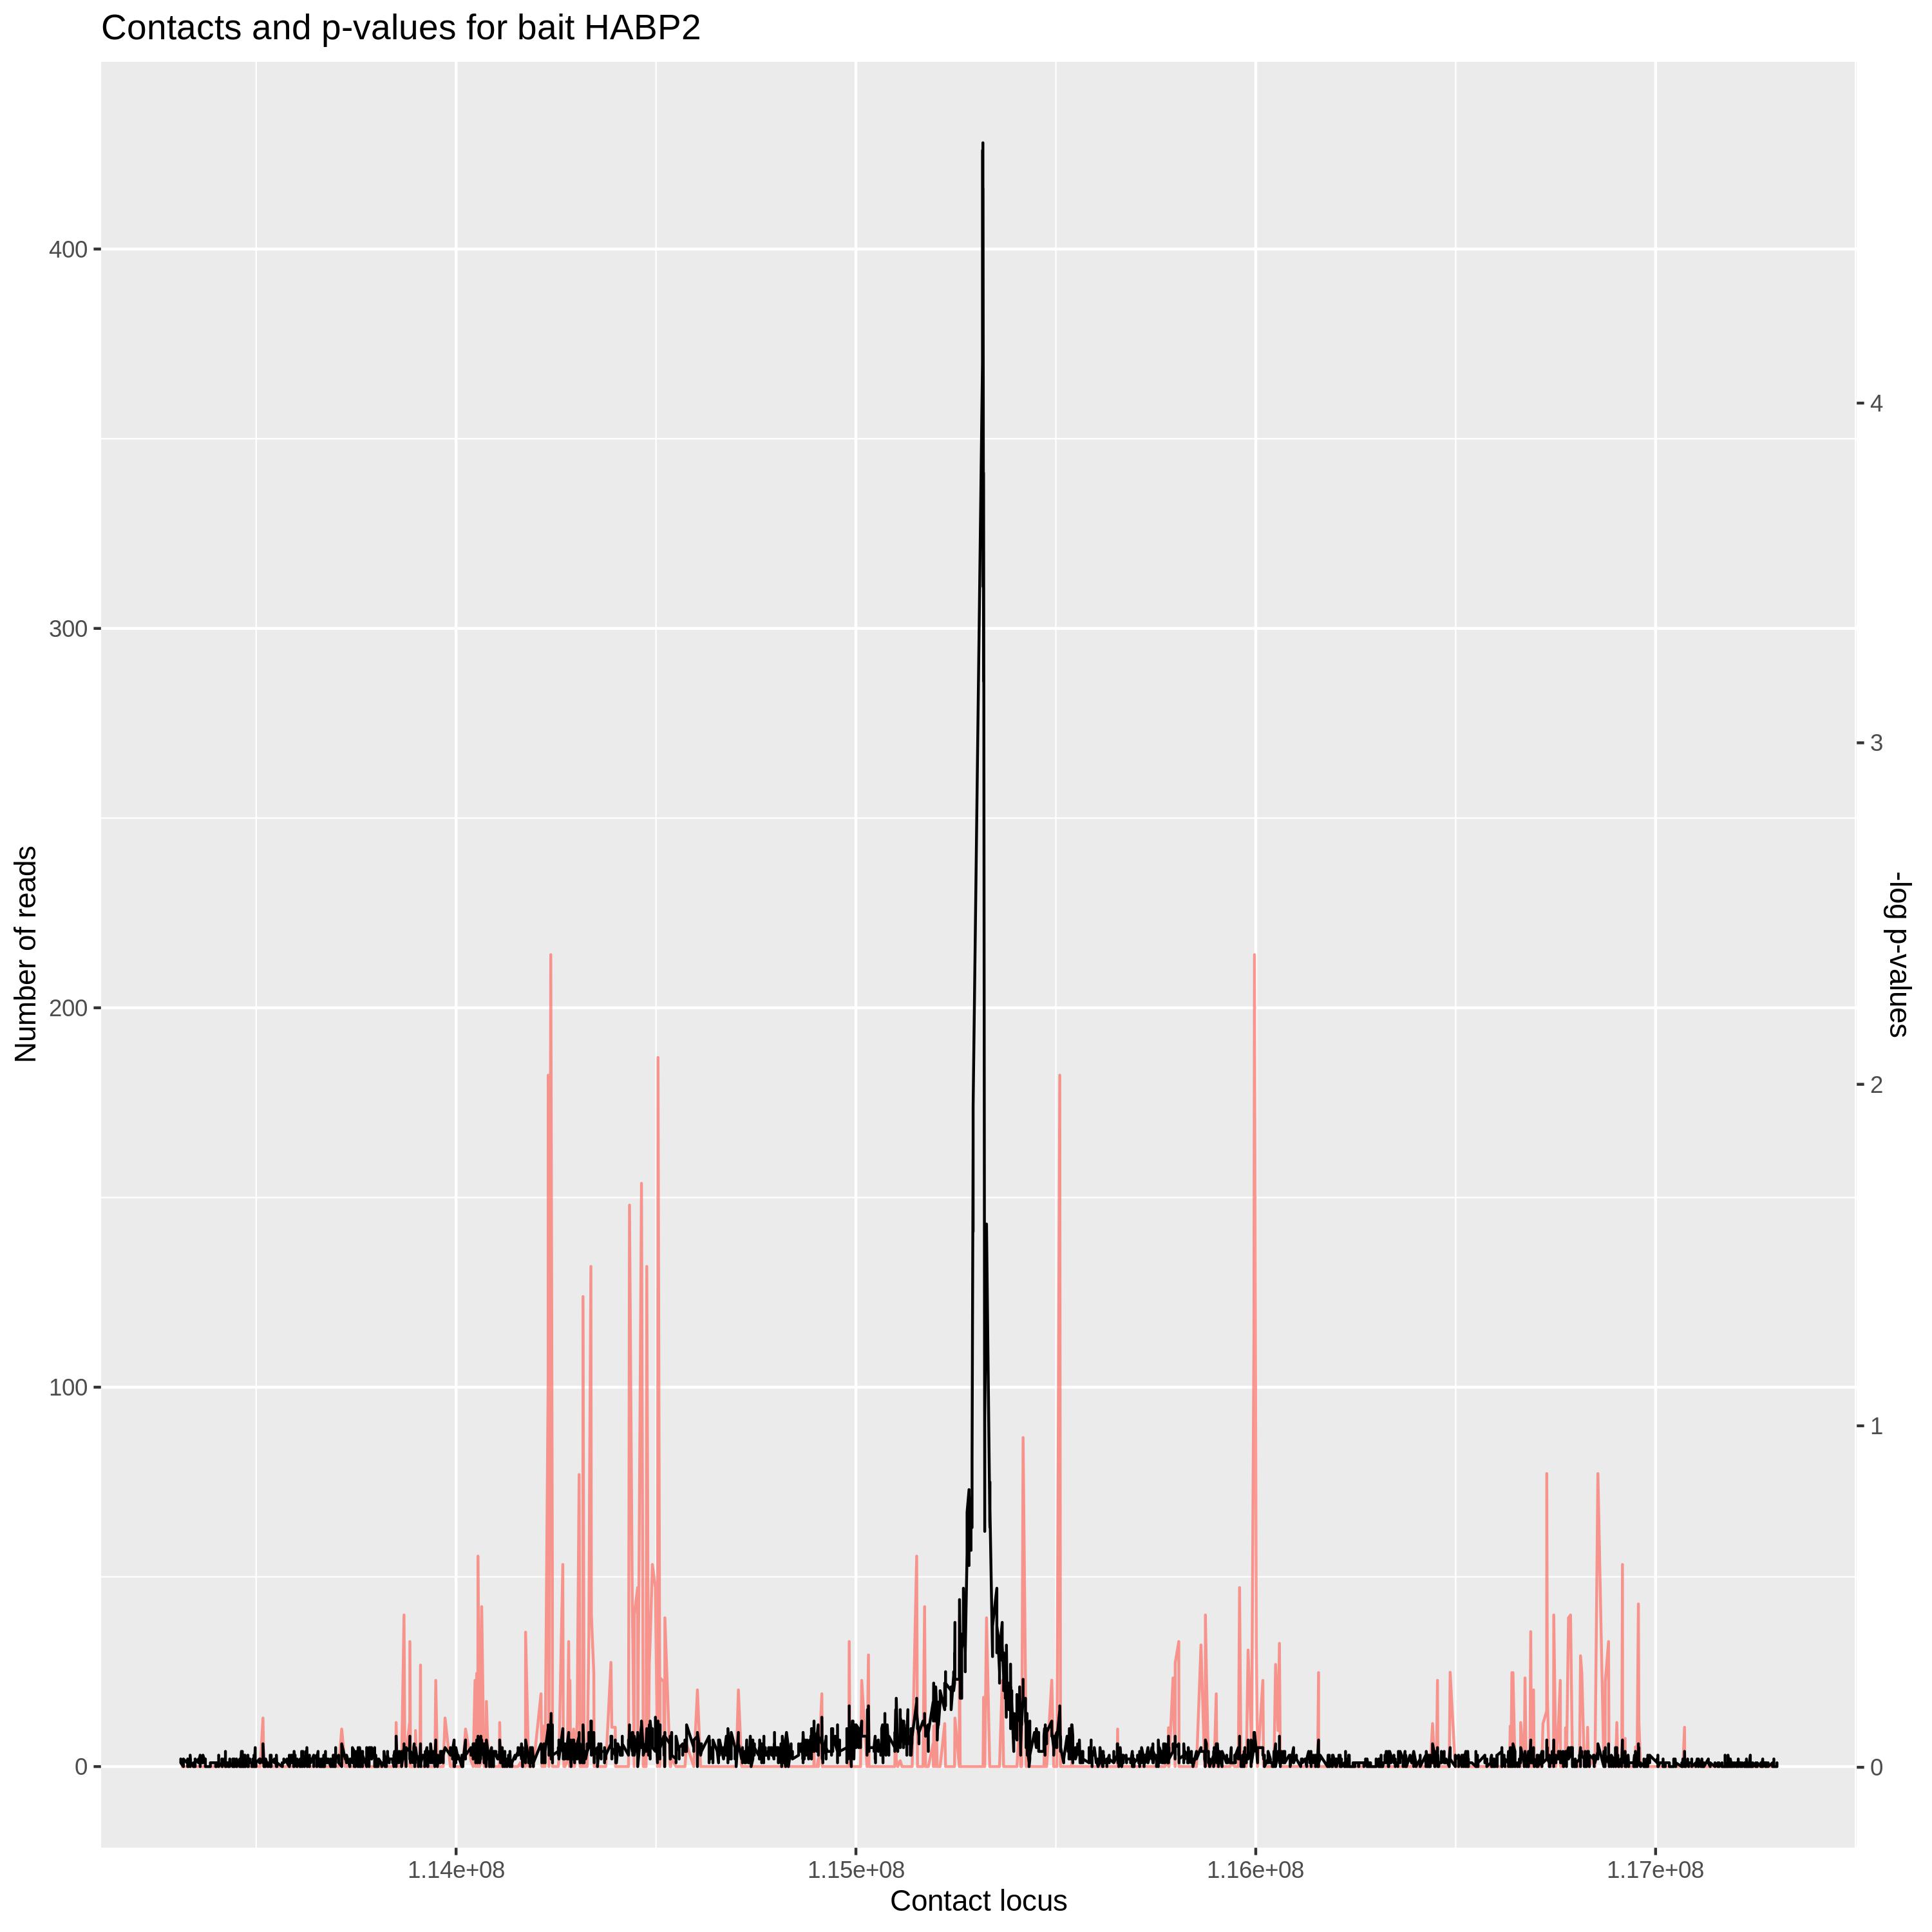 Contacts and p-values for bait HABP2
400
300
200
100
0
Number of reads
4
3
2
1
0
-log p-values
1.14e+08
1.15e+08
1.16e+08
1.17e+08
Contact locus